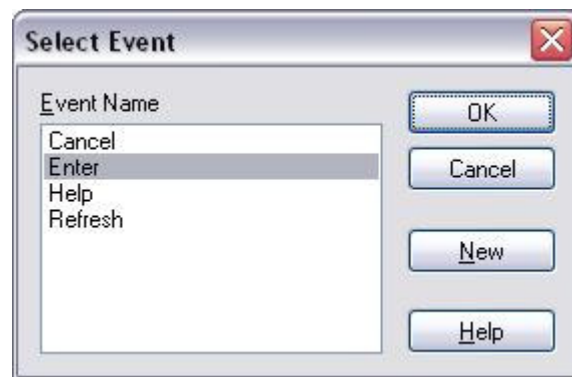 Select Event
Event Name
Cancel
Enter
Help
Refresh
OK
Cancel
New
Help